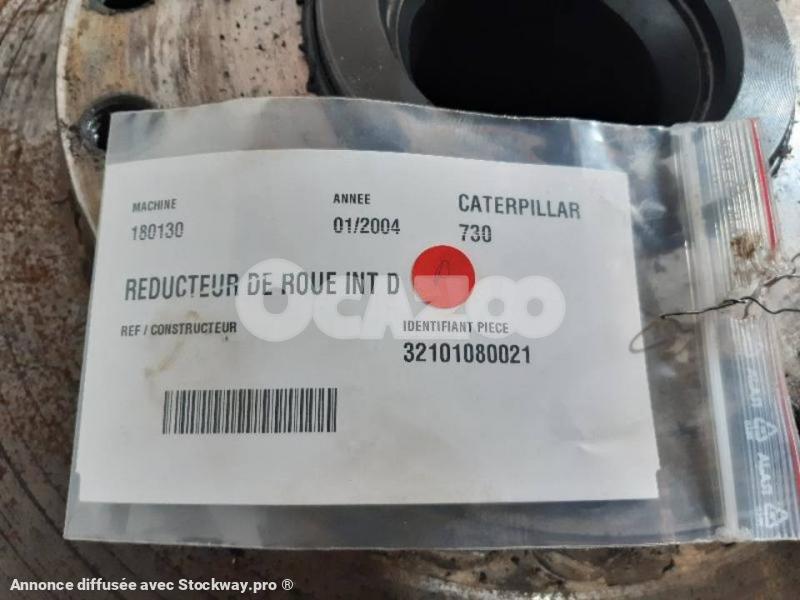 MACHINE
180130
ANNEE
01/2004
CATERPILLAR
730
REDUCTEUR DE ROUE INT D
OCAZOO
REF / CONSTRUCTEUR
IDENTIFIANT PIECE
32101080021
Annonce diffusée avec Stockway.pro ®